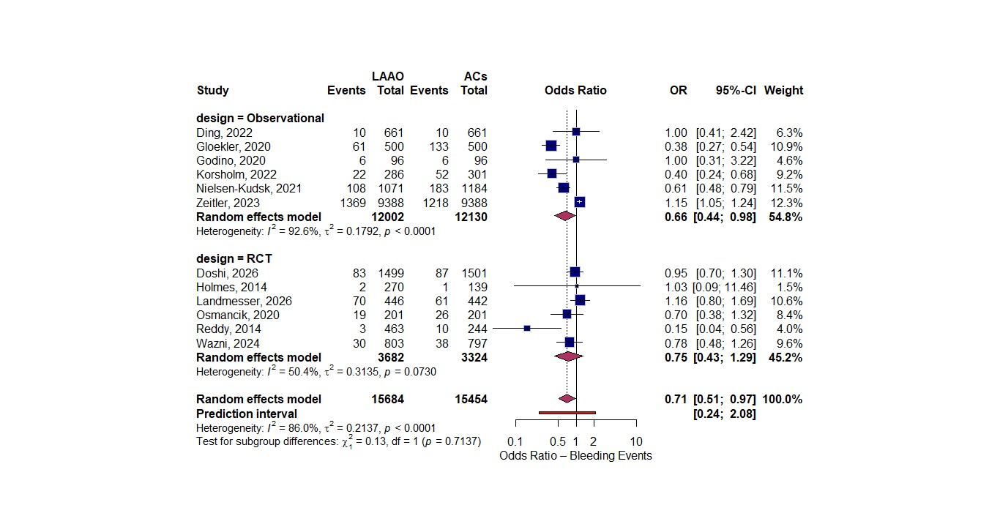 LAAO ACs
Study Events Total Events Total Odds Ratio OR 95%-CI Weight
design = Observational
Ding, 2022 10 661 10 661 1.00 [0.41; 2.42] 6.3%
Gloekler, 2020 61 500 133 500 0.38 [0.27; 0.54] 10.9%
Godino, 2020 6 96 6 96 1.00 [0.31; 3.22] 4.6%
Korsholm, 2022 22 286 52 301 0.40 [0.24; 0.68] 9.2%
Nielsen-Kudsk, 2021 108 1071 183 1184 0.61 [0.48; 0.79] 11.5%
Zeitler, 2023 1369 9388 1218 9388 1.15 [1.05; 1.24] 12.3%
Random effects model 12002 12130 0.66 [0.44; 0.98] 54.8%
Heterogeneity: I² = 92.6%, τ² = 0.1792, p < 0.0001
design = RCT
Doshi, 2026 83 1499 87 1501 0.95 [0.70; 1.30] 11.1%
Holmes, 2014 2 270 1 139 1.03 [0.09; 11.46] 1.5%
Landmesser, 2026 70 446 61 442 1.16 [0.80; 1.69] 10.6%
Osmancik, 2020 19 201 26 201 0.70 [0.38; 1.32] 8.4%
Reddy, 2014 3 463 10 244 0.15 [0.04; 0.56] 4.0%
Wazni, 2024 30 803 38 797 0.78 [0.48; 1.26] 9.6%
Random effects model 3682 3324 0.75 [0.43; 1.29] 45.2%
Heterogeneity: I² = 50.4%, τ² = 0.3135, p = 0.0730
Random effects model 15684 15454 0.71 [0.51; 0.97] 100.0%
Prediction interval [0.24; 2.08]
Heterogeneity: I² = 86.0%, τ² = 0.2137, p < 0.0001
Test for subgroup differences: χ²₁ = 0.13, df = 1 (p = 0.7137)
0.1 0.5 1 2 10
Odds Ratio – Bleeding Events